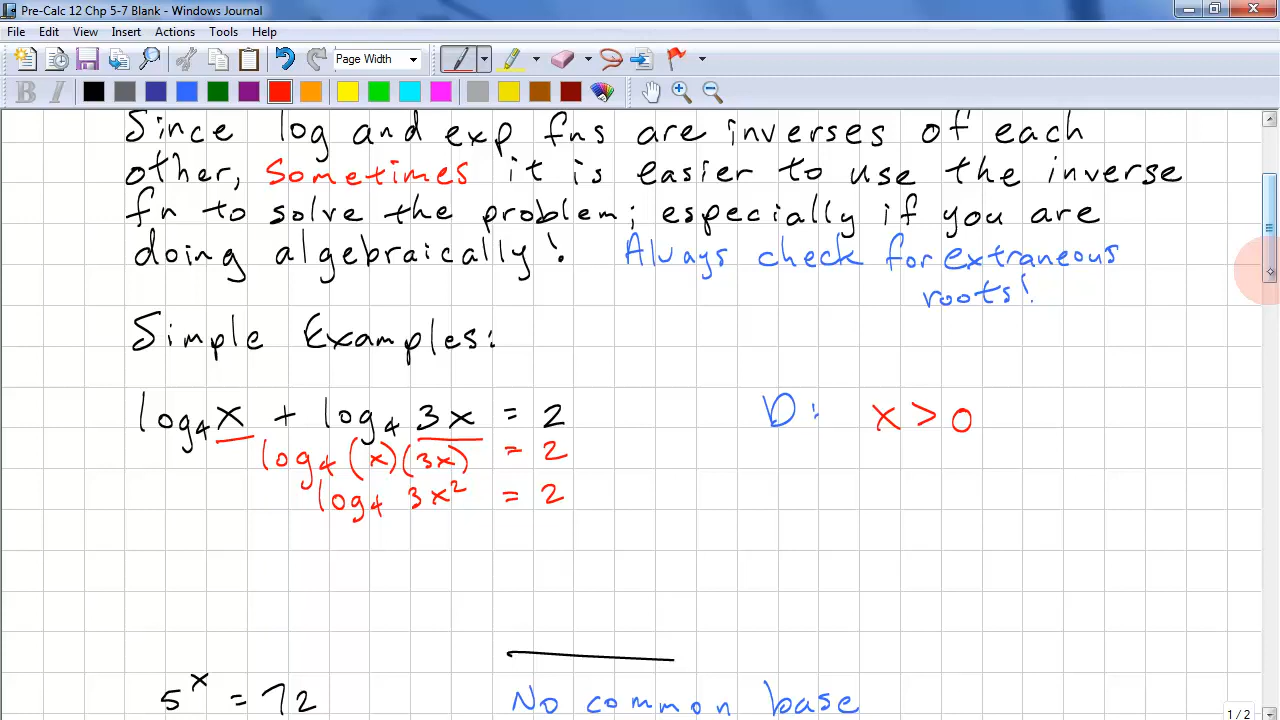 Pre-Calc 12 Chp 5-7 Blank - Windows Journal
File Edit View Insert Actions Tools Help
Page Width
B I
Since log and exp fns are inverses of each
other, Sometimes it is easier to use the inverse
fn to solve the problem; especially if you are
doing algebraically! Always check for extraneous
roots!
Simple Examples:
log₄ x + log₄ 3x = 2 D: x > 0
log₄ (x)(3x) = 2
log₄ 3x² = 2
5ˣ = 72 No common base
1/2